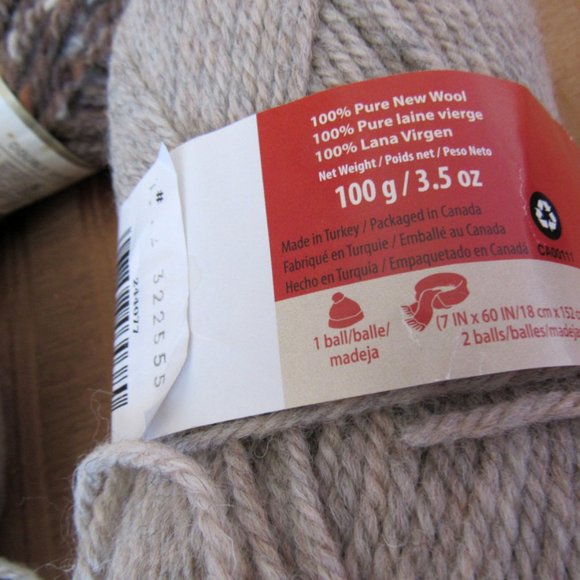 100% Pure New Wool
100% Pure laine vierge
100% Lana Virgen
Net Weight / Poids net / Peso Neto
100 g / 3.5 oz
Made in Turkey / Packaged in Canada
Fabriqué en Turquie / Emballé au Canada
Hecho en Turquía / Empaquetado en Canadá
CA00111
1 ball/balle/
madeja
(7 IN x 60 IN/18 cm x 152 c
2 balls/balles/madeja
322555
244077